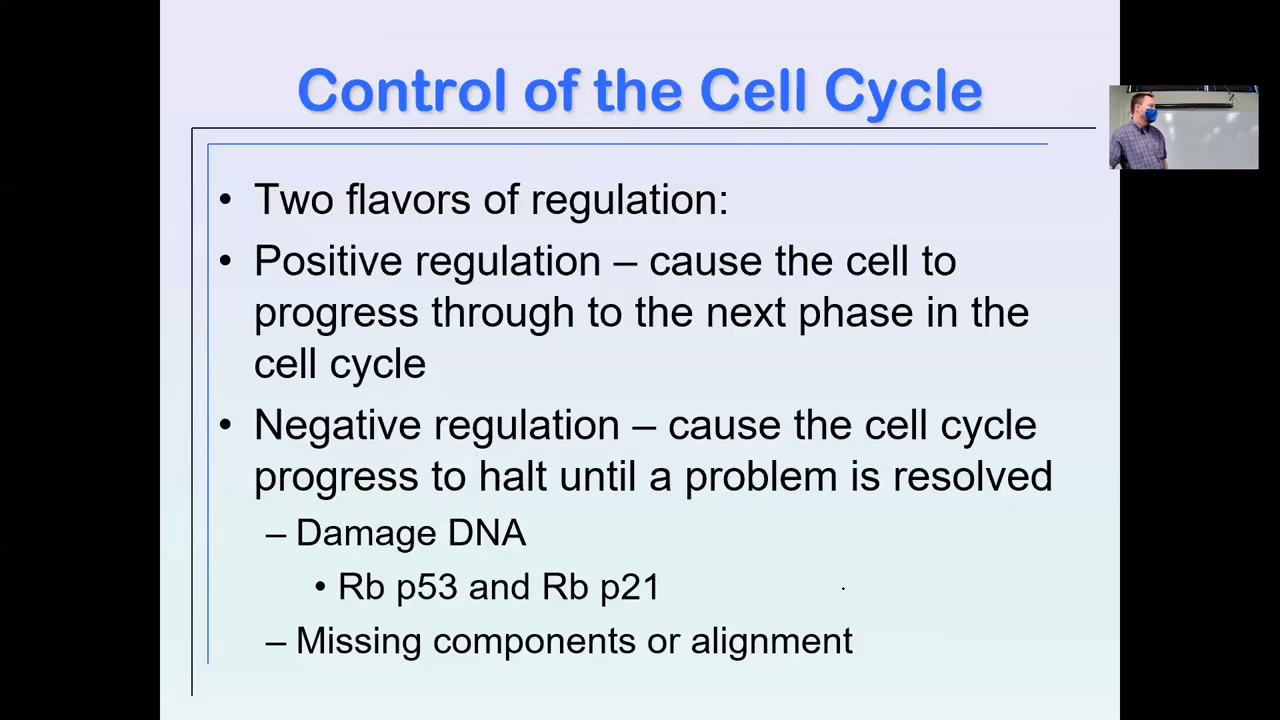 Control of the Cell Cycle
• Two flavors of regulation:
• Positive regulation – cause the cell to
progress through to the next phase in the
cell cycle
• Negative regulation – cause the cell cycle
progress to halt until a problem is resolved
– Damage DNA
• Rb p53 and Rb p21
– Missing components or alignment